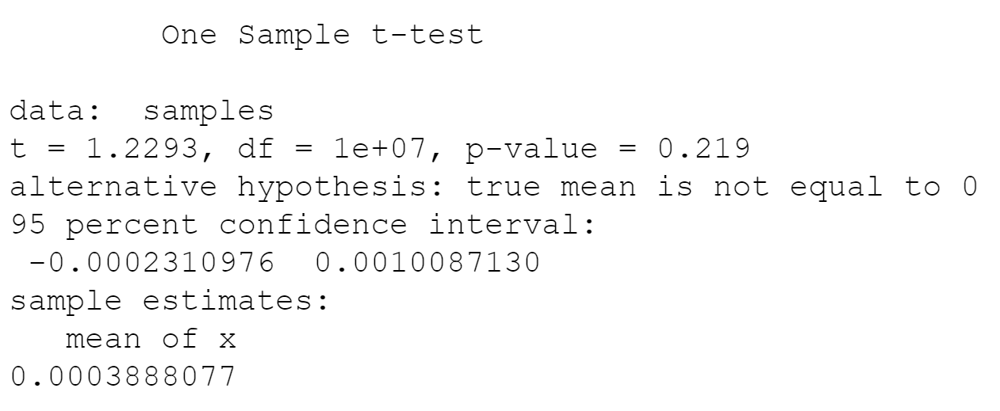 One Sample t-test
data: samples
t = 1.2293, df = 1e+07, p-value = 0.219
alternative hypothesis: true mean is not equal to 0
95 percent confidence interval:
-0.0002310976 0.0010087130
sample estimates:
mean of x
0.0003888077